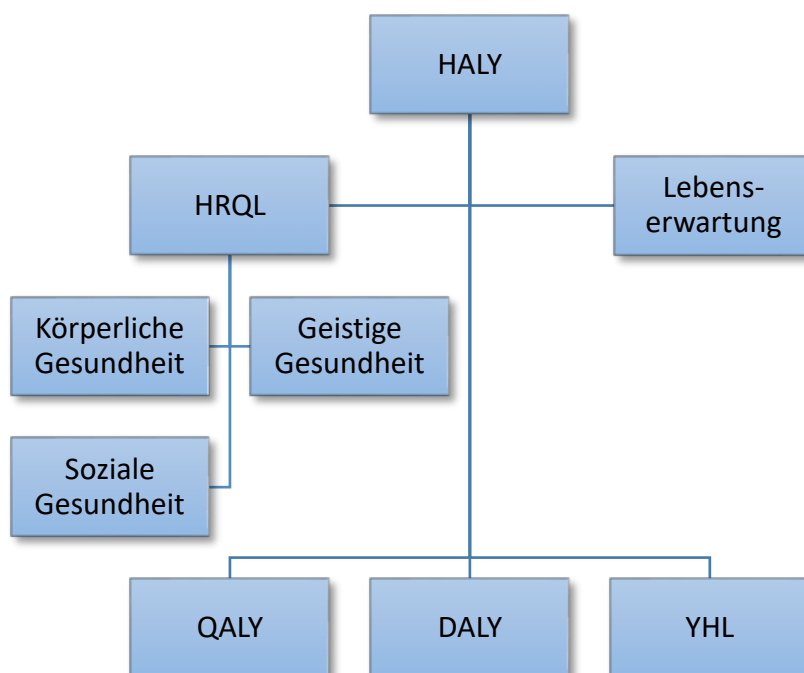 HALY
HRQL
Lebens-
erwartung
Körperliche
Gesundheit
Geistige
Gesundheit
Soziale
Gesundheit
QALY
DALY
YHL